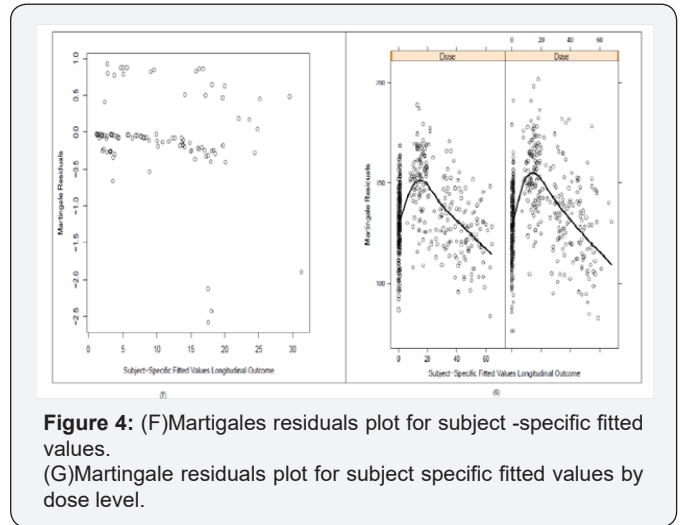 0 20 40 60
Dose Dose
1.0
0.5
0.0
-0.5
-1.0
-1.5
-2.0
-2.5
Martingale Residuals
0 5 10 15 20 25 30
Subject-Specific Fitted Values Longitudinal Outcome
(F)
200
150
100
Martingale Residuals
0 20 40 60
Subject-Specific Fitted Values Longitudinal Outcome
(G)
Figure 4: (F)Martigales residuals plot for subject -specific fitted
values.
(G)Martingale residuals plot for subject specific fitted values by
dose level.